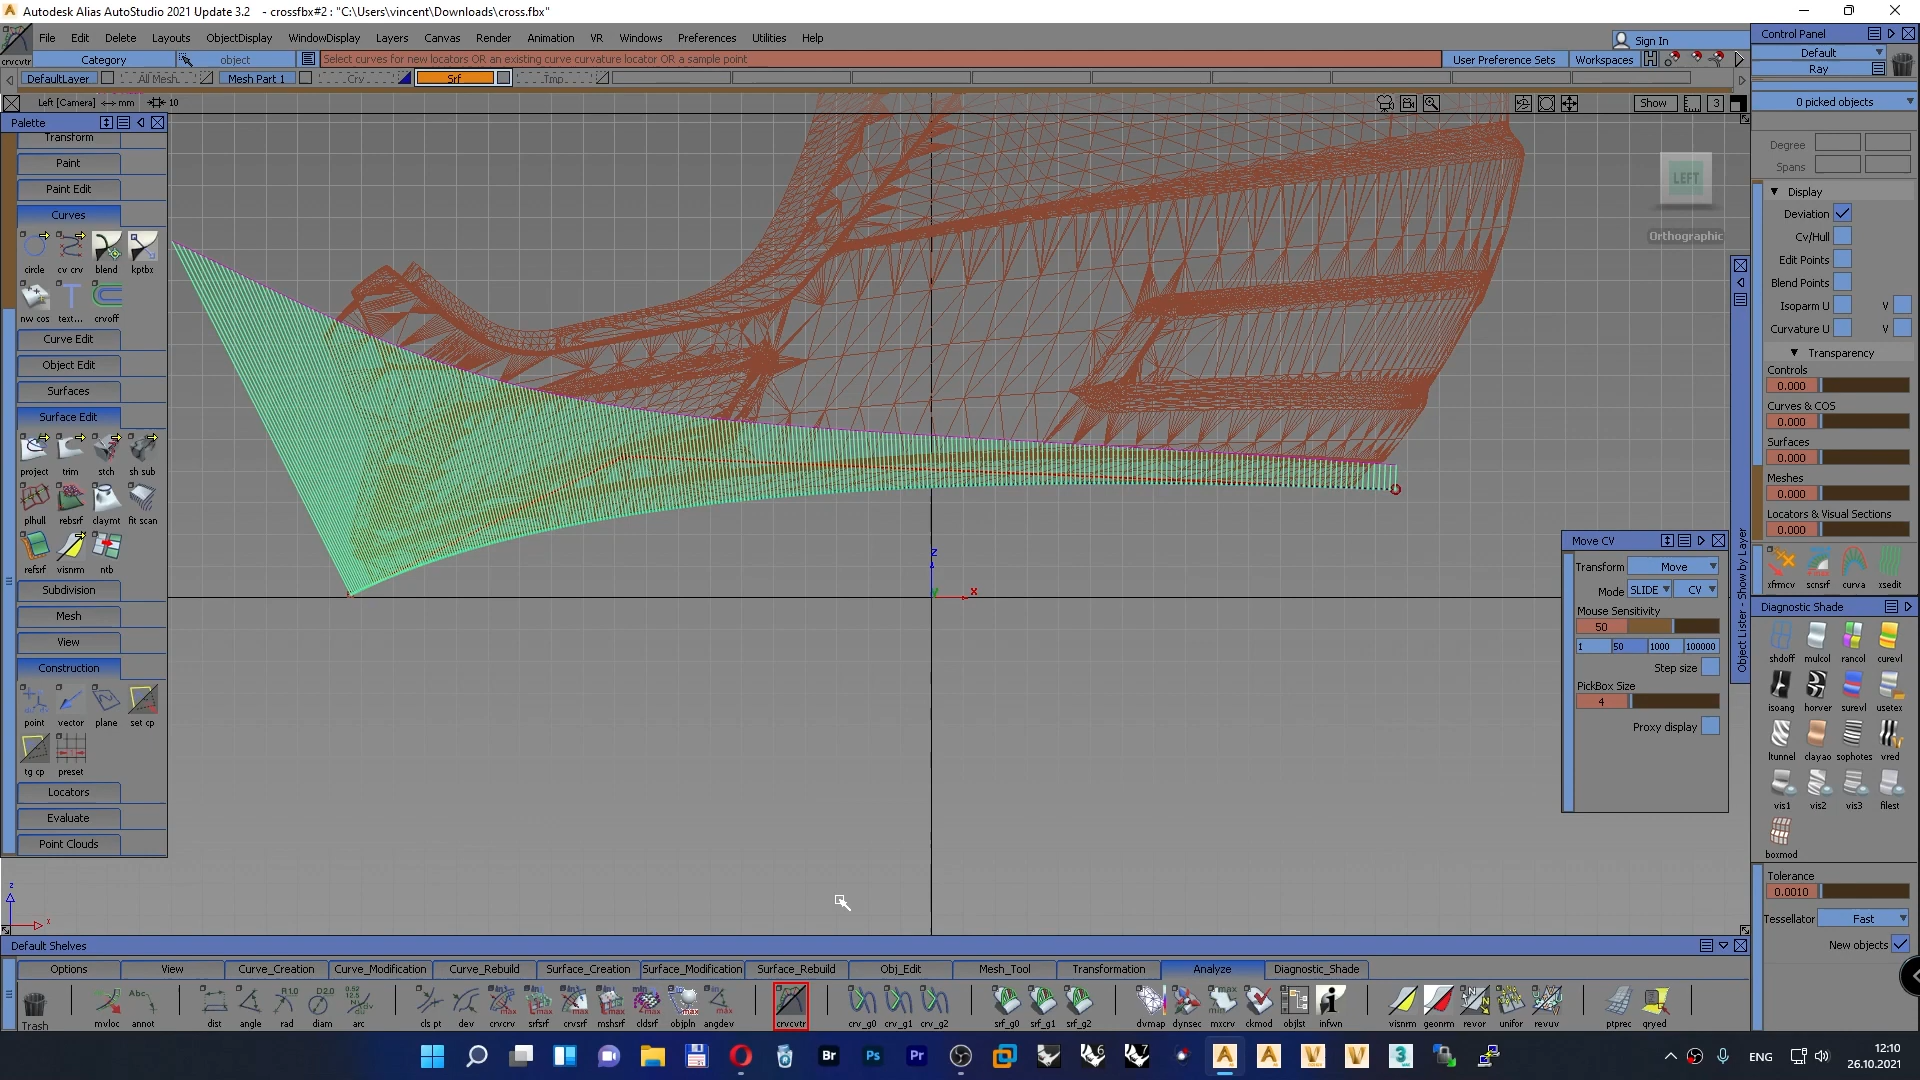 Autodesk Alias AutoStudio 2021 Update 3.2 - crossfbx#2 : "C:\Users\vincent\Downloads\cross.fbx"
File Edit Delete Layouts ObjectDisplay WindowDisplay Layers Canvas Render Animation VR Windows Preferences Utilities Help
Sign In
crvcvtr Category object Select curves for new locators OR an existing curve curvature locator OR a sample point User Preference Sets Workspaces
DefaultLayer All Mesh Mesh Part 1 Crv Srf Tmp
Left [Camera] <-> mm 10 Show 3
Palette
Transform
Paint
Paint Edit
Curves
circle cv crv blend kptbx
nw cos text... crvoff
Curve Edit
Object Edit
Surfaces
Surface Edit
project trim stch sh sub
plhull rebsrf claymt fit scan
refsrf visnrm ntb
Subdivision
Mesh
View
Construction
point vector plane set cp
tg cp preset
Locators
Evaluate
Point Clouds
LEFT
Orthographic
z
Y
x
z
x
Move CV
Transform Move
Mode SLIDE CV
Mouse Sensitivity
50
1 50 1000 100000
Step size
PickBox Size
4
Proxy display
Object Lister - Show by Layer
Control Panel
Default
Ray
0 picked objects
Degree
Spans
Display
Deviation
Cv/Hull
Edit Points
Blend Points
Isoparm U V
Curvature U V
Transparency
Controls
0.000
Curves & COS
0.000
Surfaces
0.000
Meshes
0.000
Locators & Visual Sections
0.000
xfrmcv scnsrf curva xsedit
Diagnostic Shade
shdoff mulcol rancol curevl
isoang horver surevl usetex
ltunnel clayao sophotes vred
vis1 vis2 vis3 filest
boxmod
Tolerance
0.0010
Tessellator Fast
New objects
Default Shelves
Options View Curve_Creation Curve_Modification Curve_Rebuild Surface_Creation Surface_Modification Surface_Rebuild Obj_Edit Mesh_Tool Transformation Analyze Diagnostic_Shade
Trash mvloc annot dist angle rad diam arc cls pt dev crvcrv srfsrf crvsrf mshsrf cldsrf objpln angdev crvcvtr crv_g0 crv_g1 crv_g2 srf_g0 srf_g1 srf_g2 dvmap dynsec mxcrv ckmod objlst infwn visnrm geonrm revor unifor revuv ptprec qryed
Br Ps Pr ENG 12:10
26.10.2021